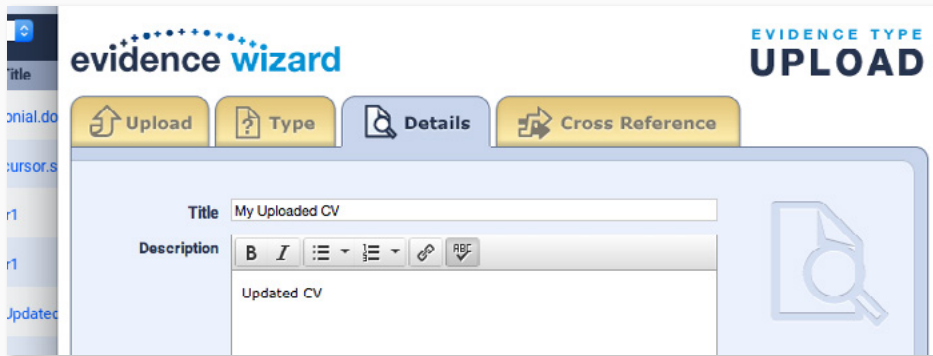 EVIDENCE TYPE
evidence wizard
UPLOAD
Title
onial.do
Upload
Type
Details
Cross Reference
cursor.s
r1
Title
My Uploaded CV
Description
B I ABC
r1
Updated CV
Updated